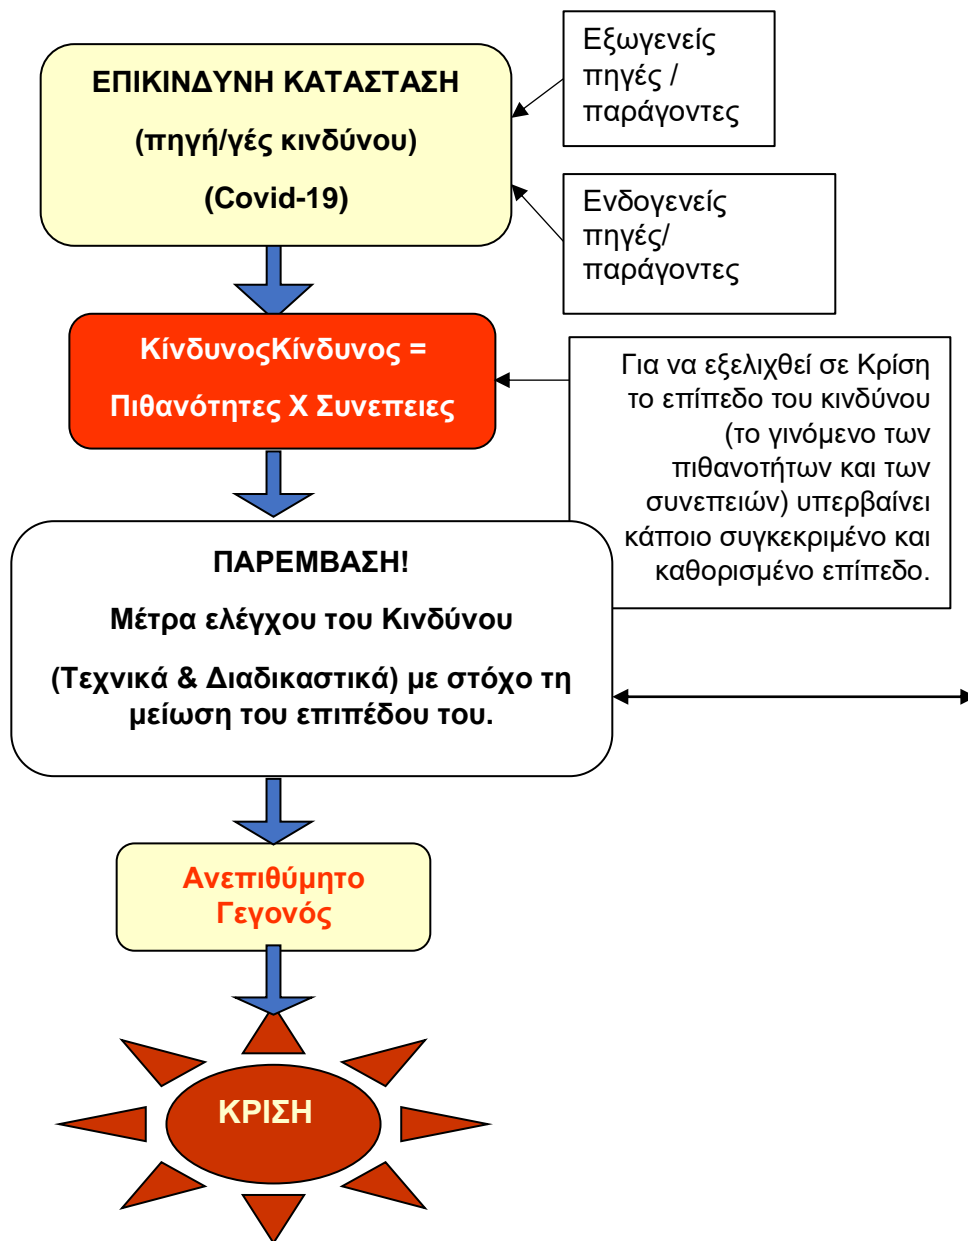 ΕΠΙΚΙΝΔΥΝΗ ΚΑΤΑΣΤΑΣΗ
(πηγή/γές κινδύνου)
(Covid-19)
Εξωγενείς
πηγές /
παράγοντες
Ενδογενείς
πηγές/
παράγοντες
ΚίνδυνοςΚίνδυνος =
Πιθανότητες Χ Συνεπειες
Για να εξελιχθεί σε Κρίση
το επίπεδο του κινδύνου
(το γινόμενο των
πιθανοτήτων και των
συνεπειών) υπερβαίνει
κάποιο συγκεκριμένο και
καθορισμένο επίπεδο.
ΠΑΡΕΜΒΑΣΗ!
Μέτρα ελέγχου του Κινδύνου
(Τεχνικά & Διαδικαστικά) με στόχο τη
μείωση του επιπέδου του.
Ανεπιθύμητο
Γεγονός
ΚΡΙΣΗ